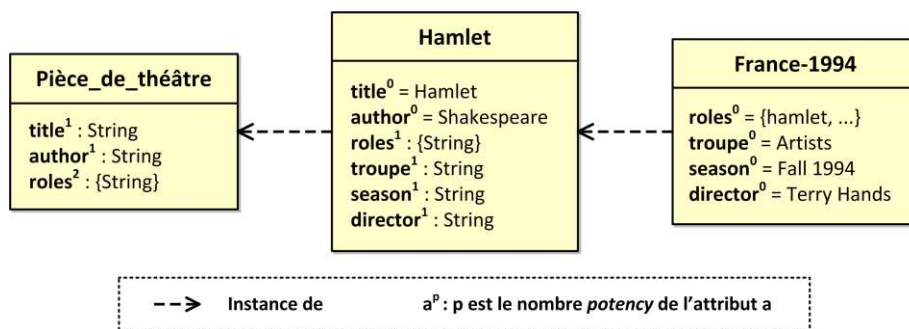 Pièce_de_théâtre
title¹ : String
author¹ : String
roles² : {String}
Hamlet
title⁰ = Hamlet
author⁰ = Shakespeare
roles¹ : {String}
troupe¹ : String
season¹ : String
director¹ : String
France-1994
roles⁰ = {hamlet, ...}
troupe⁰ = Artists
season⁰ = Fall 1994
director⁰ = Terry Hands
Instance de
aᵖ : p est le nombre potency de l'attribut a